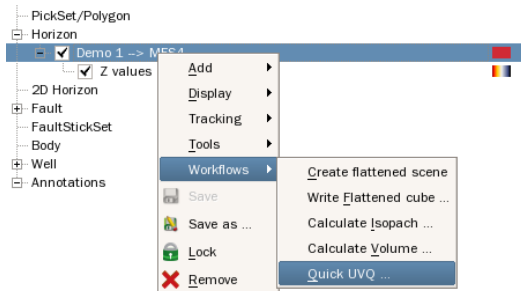 PickSet/Polygon
Horizon
Demo 1 --> MFS4
Z values
2D Horizon
Fault
FaultStickSet
Body
Well
Annotations
Add
Display
Tracking
Tools
Workflows
Save
Save as ...
Lock
Remove
Create flattened scene
Write Flattened cube ...
Calculate Isopach ...
Calculate Volume ...
Quick UVQ ...